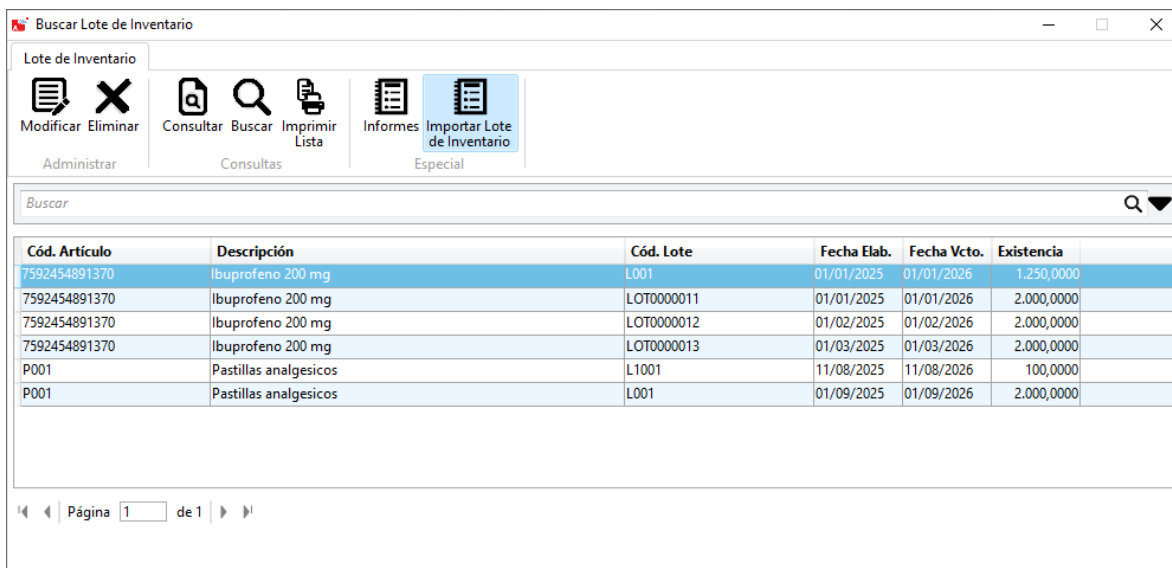 Buscar Lote de Inventario
Lote de Inventario
Modificar Eliminar Consultar Buscar Imprimir Lista Informes Importar Lote de Inventario
Administrar Consultas Especial
Buscar
Cód. Artículo Descripción Cód. Lote Fecha Elab. Fecha Vcto. Existencia
7592454891370 Ibuprofeno 200 mg L001 01/01/2025 01/01/2026 1.250,0000
7592454891370 Ibuprofeno 200 mg LOT0000011 01/01/2025 01/01/2026 2.000,0000
7592454891370 Ibuprofeno 200 mg LOT0000012 01/02/2025 01/02/2026 2.000,0000
7592454891370 Ibuprofeno 200 mg LOT0000013 01/03/2025 01/03/2026 2.000,0000
P001 Pastillas analgesicos L1001 11/08/2025 11/08/2026 100,0000
P001 Pastillas analgesicos L001 01/09/2025 01/09/2026 2.000,0000
Página 1 de 1